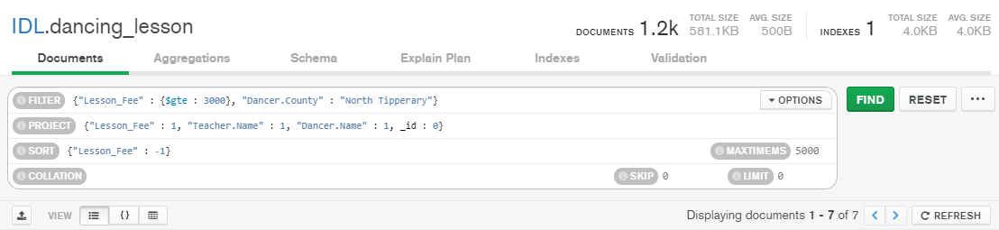 IDL.dancing_lesson
DOCUMENTS 1.2k TOTAL SIZE 581.1KB AVG. SIZE 500B INDEXES 1 TOTAL SIZE 4.0KB AVG. SIZE 4.0KB
Documents Aggregations Schema Explain Plan Indexes Validation
FILTER {"Lesson_Fee" : {$gte : 3000}, "Dancer.County" : "North Tipperary"} OPTIONS FIND RESET ...
PROJECT {"Lesson_Fee" : 1, "Teacher.Name" : 1, "Dancer.Name" : 1, _id : 0}
SORT {"Lesson_Fee" : -1} MAXTIMEMS 5000
COLLATION SKIP 0 LIMIT 0
VIEW {} Displaying documents 1 - 7 of 7 < > REFRESH